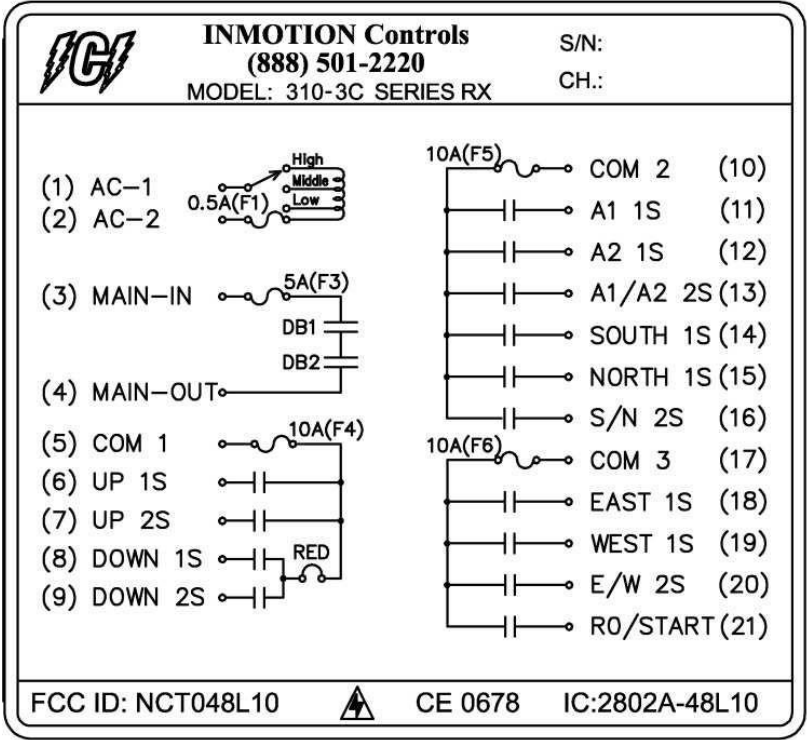 ICI
INMOTION Controls
(888) 501-2220
MODEL: 310-3C SERIES RX
S/N:
CH.:
(1) AC-1
(2) AC-2
High
Middle
Low
0.5A(F1)
(3) MAIN-IN
5A(F3)
DB1
DB2
(4) MAIN-OUT
(5) COM 1
10A(F4)
(6) UP 1S
(7) UP 2S
(8) DOWN 1S
RED
(9) DOWN 2S
10A(F5)
COM 2 (10)
A1 1S (11)
A2 1S (12)
A1/A2 2S (13)
SOUTH 1S (14)
NORTH 1S (15)
S/N 2S (16)
10A(F6)
COM 3 (17)
EAST 1S (18)
WEST 1S (19)
E/W 2S (20)
RO/START (21)
FCC ID: NCT048L10
CE 0678
IC:2802A-48L10